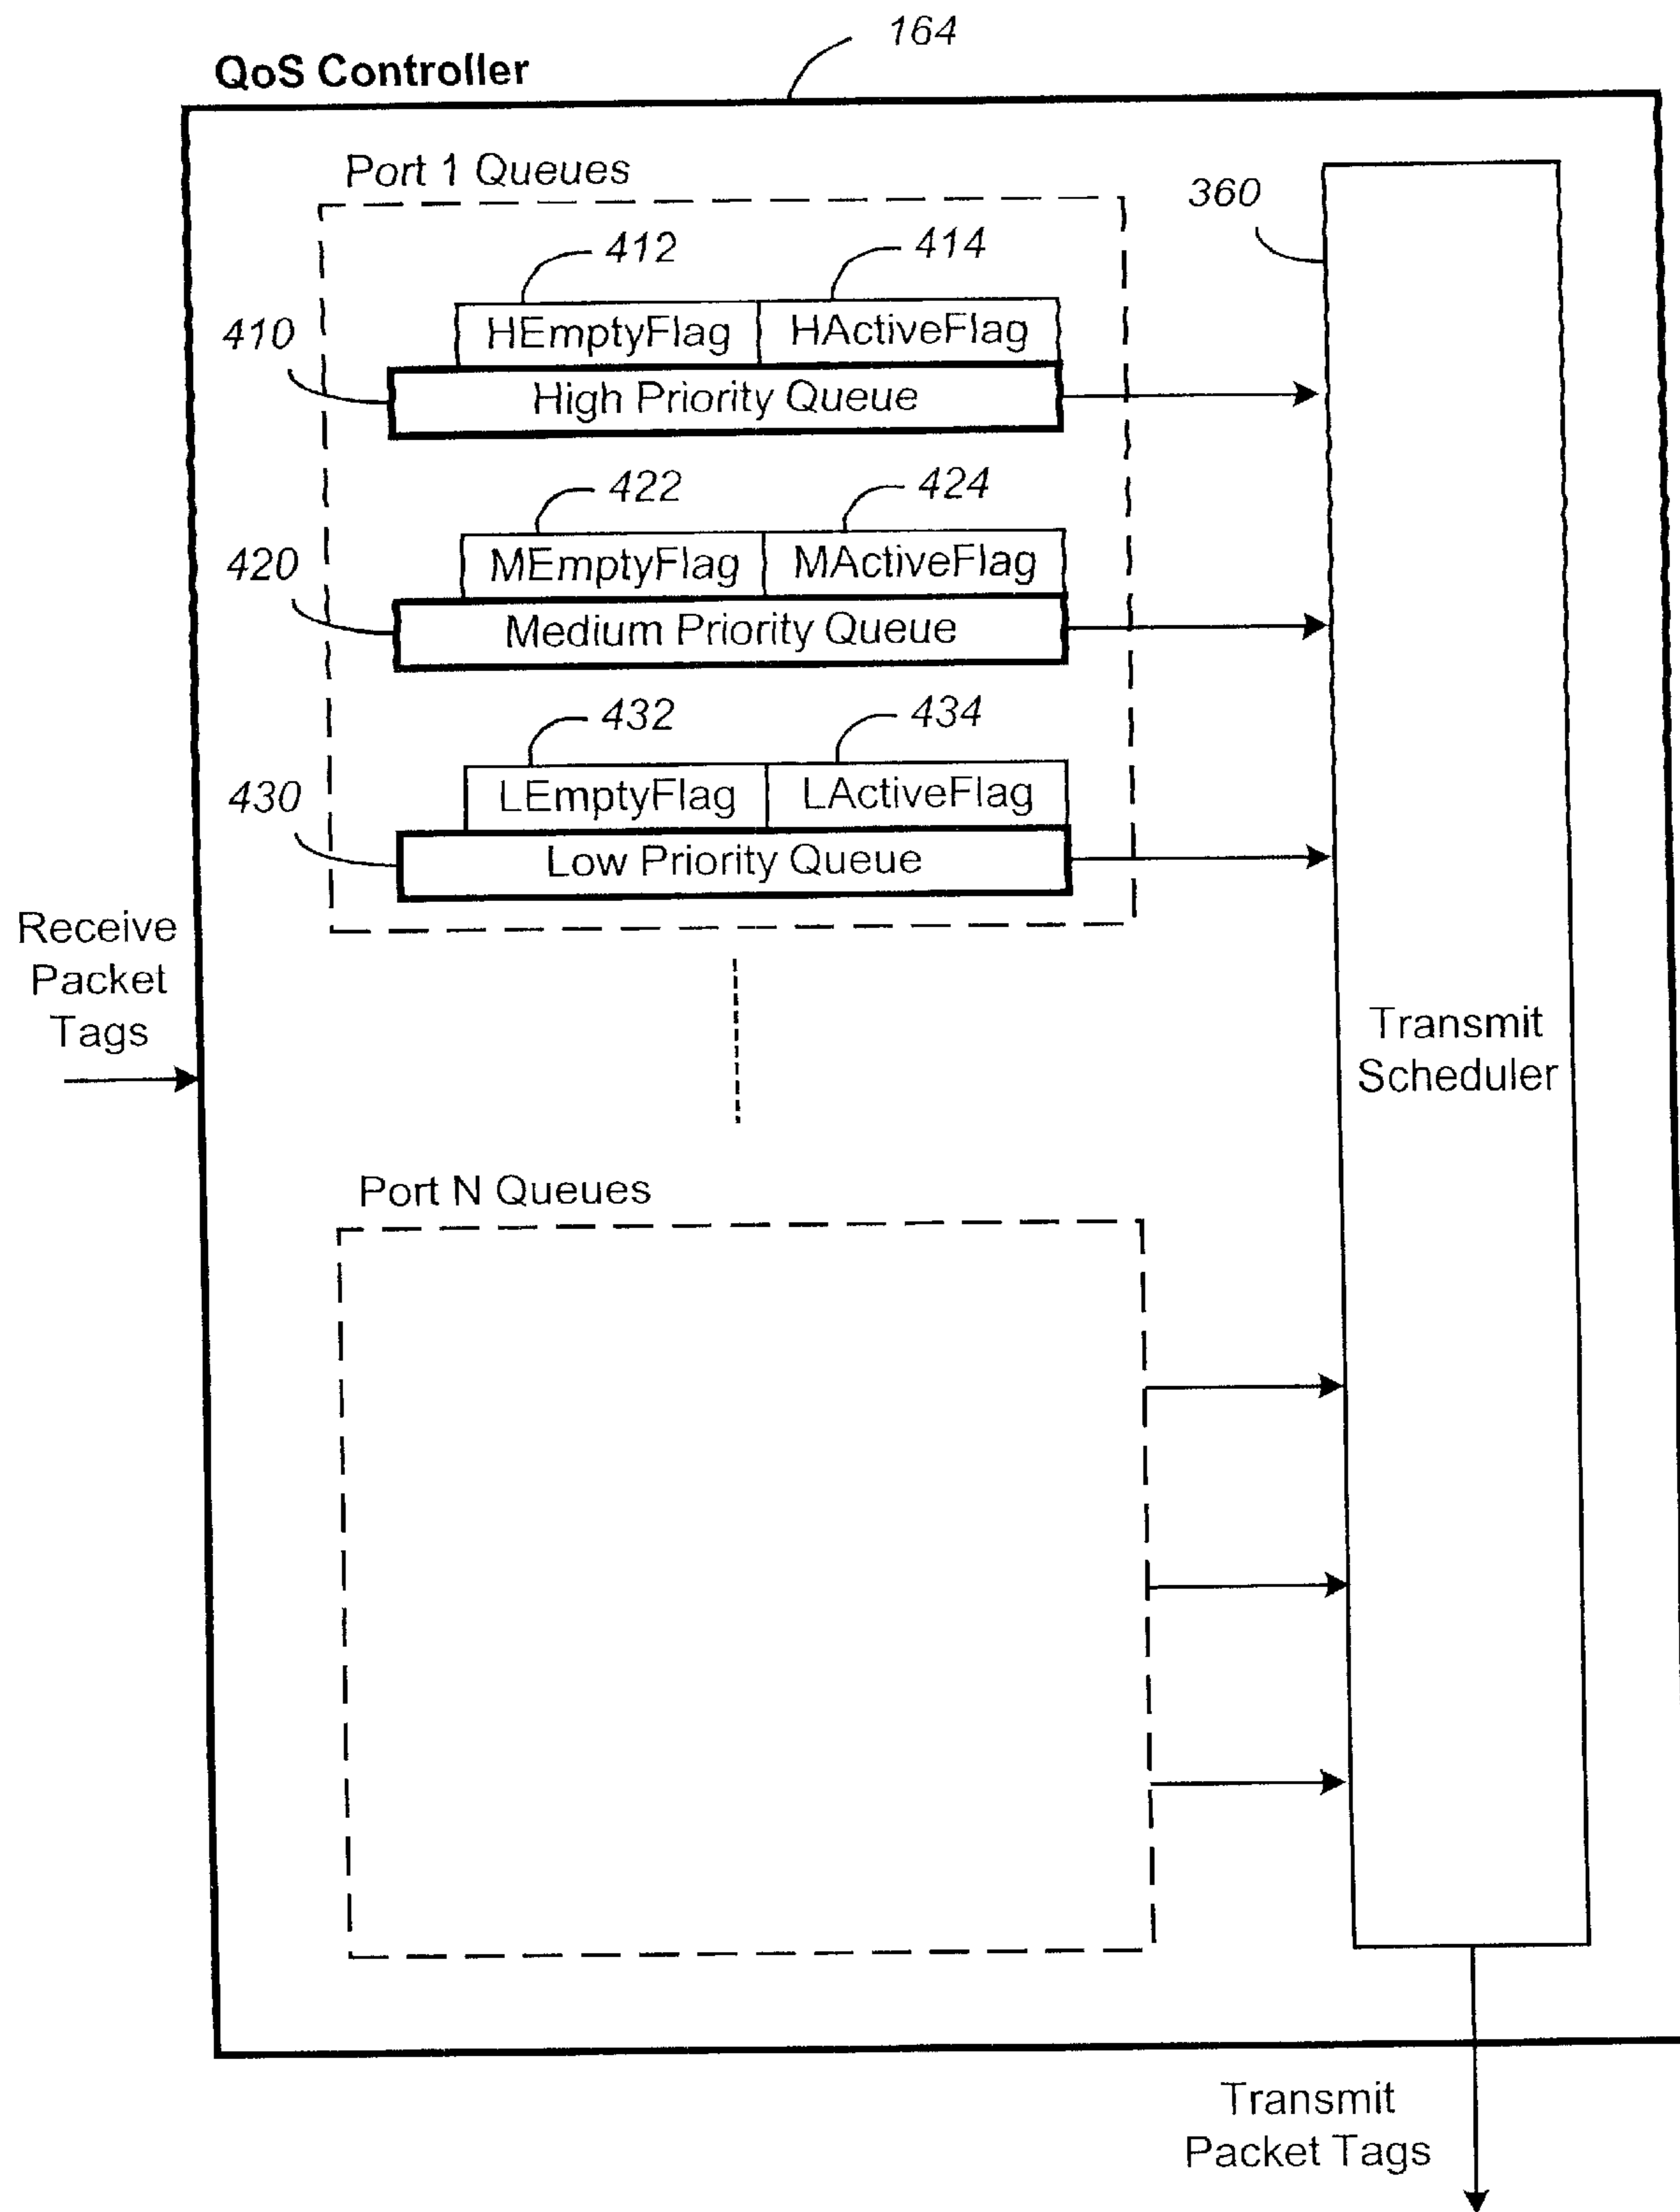 164
QoS Controller
Port 1 Queues
360
412
414
HEmptyFlag
HActiveFlag
410
High Priority Queue
422
424
MEmptyFlag
MActiveFlag
420
Medium Priority Queue
432
434
LEmptyFlag
LActiveFlag
430
Low Priority Queue
Receive
Packet
Tags
Transmit
Scheduler
Port N Queues
Transmit
Packet Tags